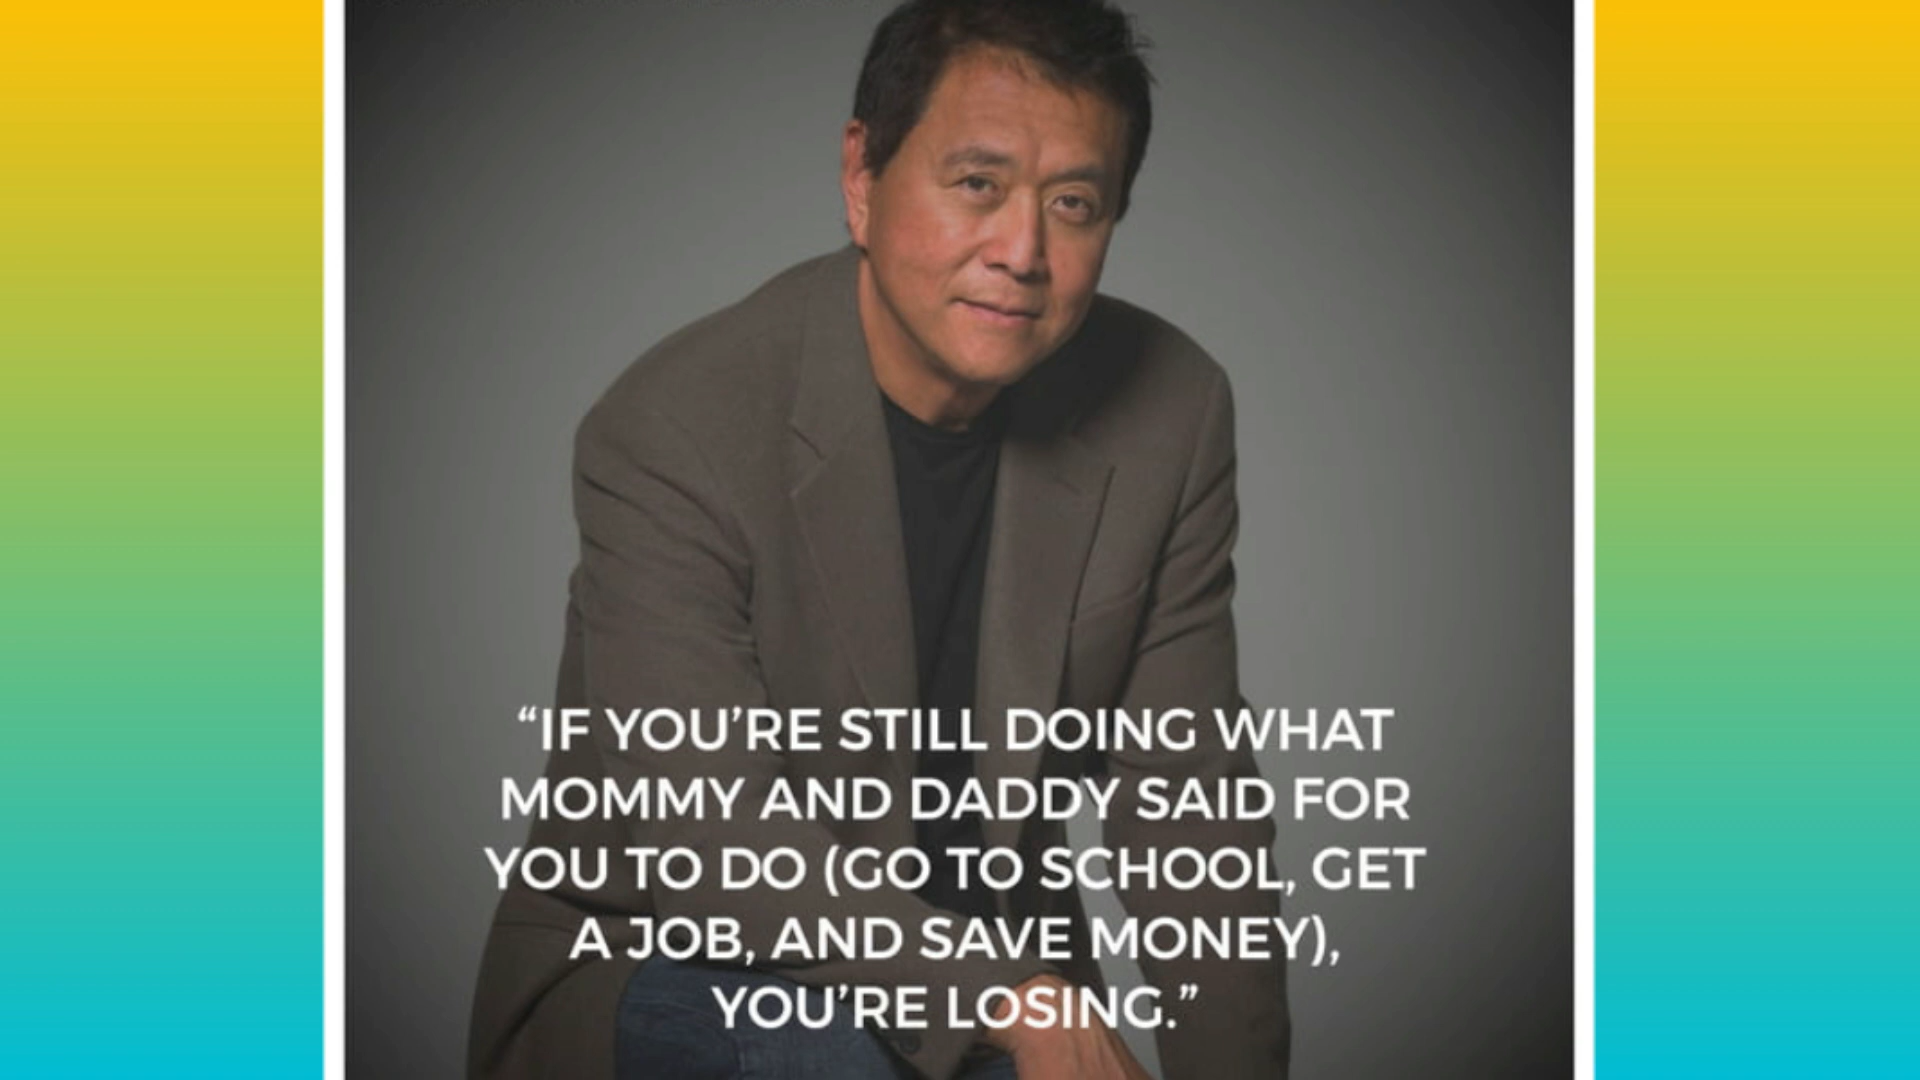 “IF YOU’RE STILL DOING WHAT
MOMMY AND DADDY SAID FOR
YOU TO DO (GO TO SCHOOL, GET
A JOB, AND SAVE MONEY),
YOU’RE LOSING.”